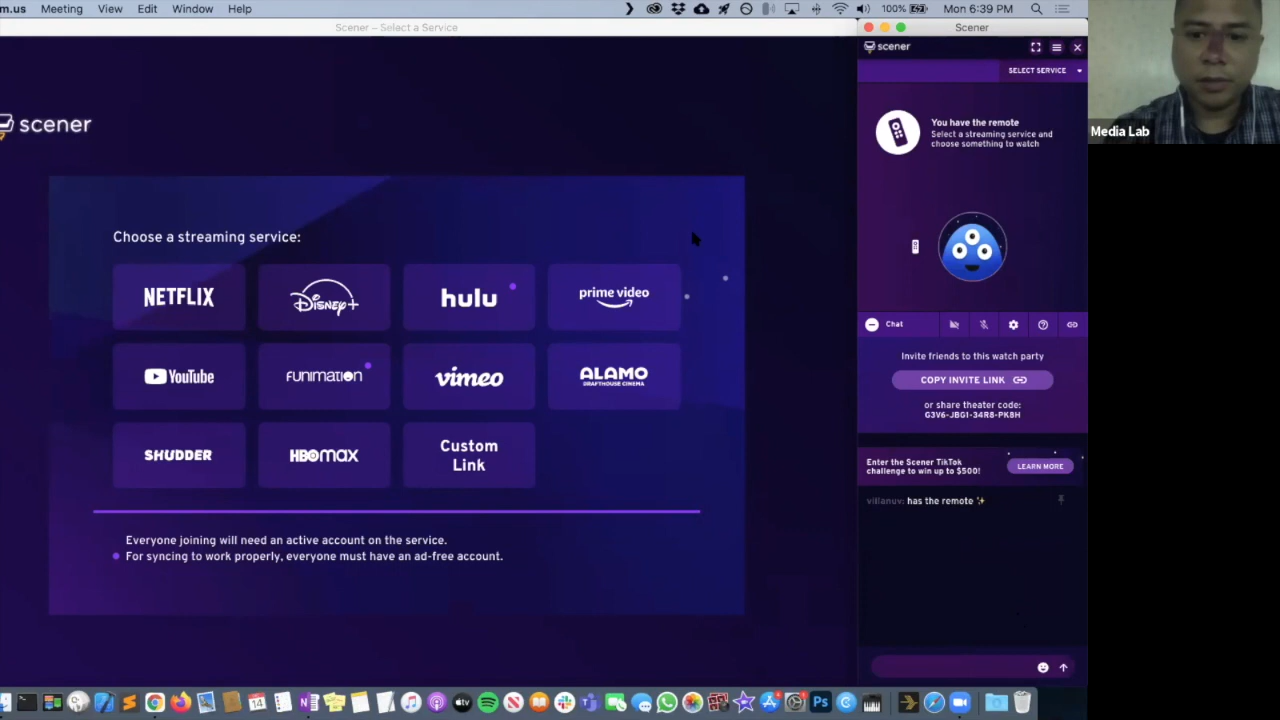 m.us Meeting View Edit Window Help 100% Mon 6:39 PM
Scener – Select a Service
scener
Choose a streaming service:
NETFLIX Disney+ hulu prime video
YouTube FUNIMATION vimeo ALAMO DRAFTHOUSE CINEMA
SHUDDER HBOMAX Custom Link
Everyone joining will need an active account on the service.
For syncing to work properly, everyone must have an ad-free account.
Scener
scener
SELECT SERVICE
You have the remote
Select a streaming service and
choose something to watch
Chat
Invite friends to this watch party
COPY INVITE LINK
or share theater code:
G3V6-JBG1-34R8-PK8H
Enter the Scener TikTok
challenge to win up to $500!
LEARN MORE
villanuv: has the remote
Media Lab
14
Ps